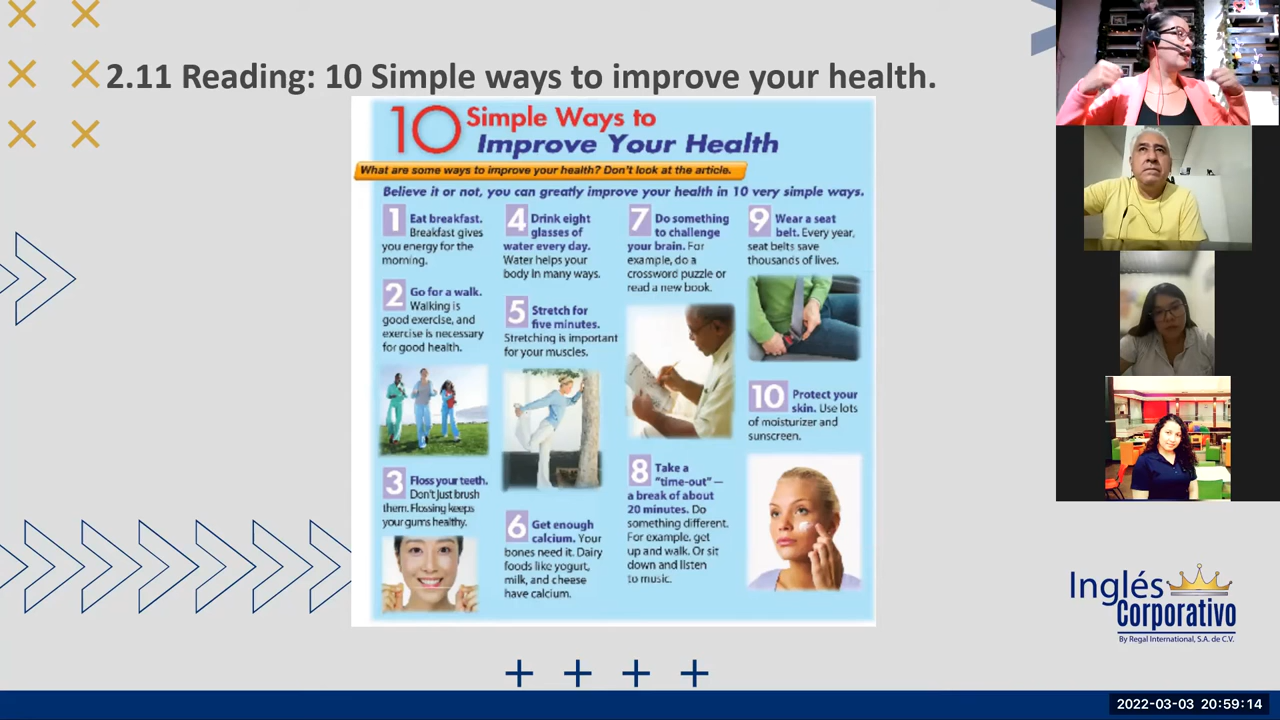 2.11 Reading: 10 Simple ways to improve your health.
10 Simple Ways to
Improve Your Health
What are some ways to improve your health? Don't look at the article.
Believe it or not, you can greatly improve your health in 10 very simple ways.
1 Eat breakfast.
Breakfast gives
you energy for the
morning.
2 Go for a walk.
Walking is
good exercise, and
exercise is necessary
for good health.
3 Floss your teeth.
Don't just brush
them. Flossing keeps
your gums healthy.
4 Drink eight
glasses of
water every day.
Water helps your
body in many ways.
5 Stretch for
five minutes.
Stretching is important
for your muscles.
6 Get enough
calcium. Your
bones need it. Dairy
foods like yogurt,
milk, and cheese
have calcium.
7 Do something
to challenge
your brain. For
example, do a
crossword puzzle or
read a new book.
8 Take a
"time-out" —
a break of about
20 minutes. Do
something different.
For example, get
up and walk. Or sit
down and listen
to music.
9 Wear a seat
belt. Every year,
seat belts save
thousands of lives.
10 Protect your
skin. Use lots
of moisturizer and
sunscreen.
Inglés
Corporativo
By Regal International, S.A. de C.V.
2022-03-03 20:59:14